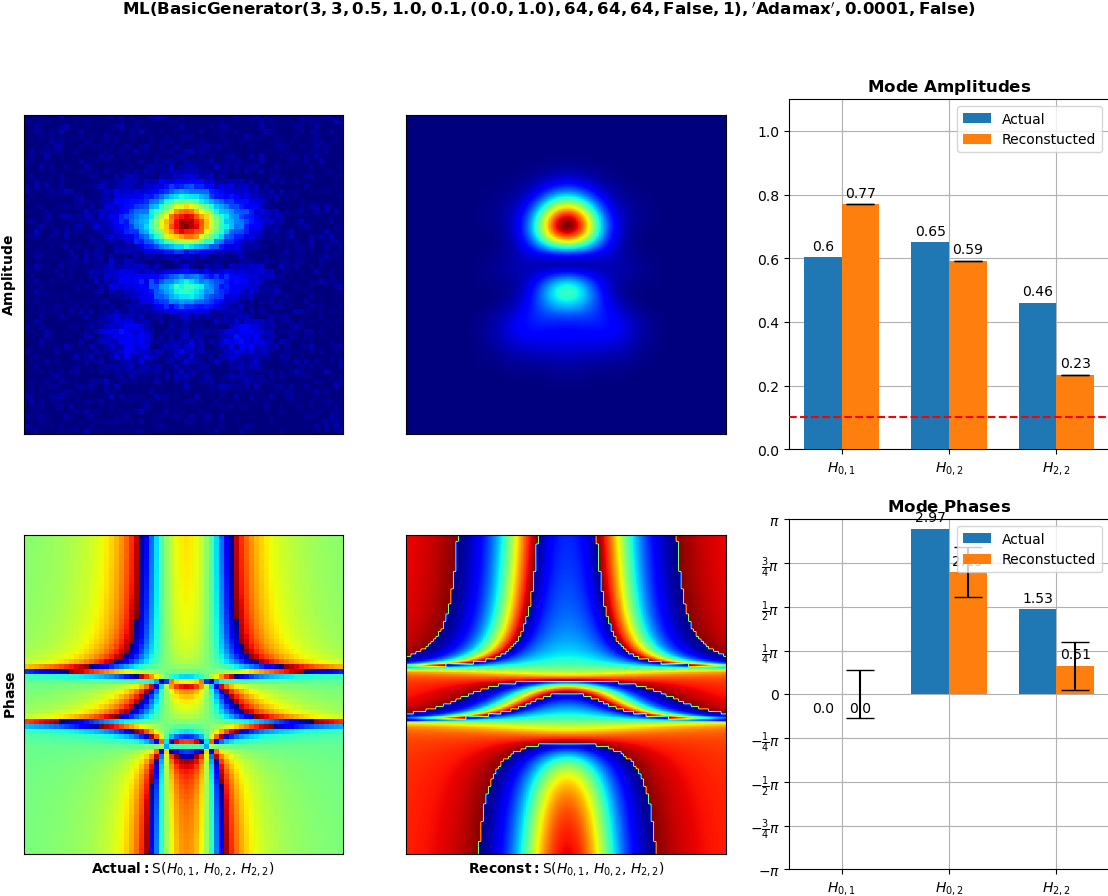 ML(BasicGenerator(3, 3, 0.5, 1.0, 0.1, (0.0, 1.0), 64, 64, 64, False, 1), ′Adamax′, 0.0001, False)
Mode Amplitudes
Actual
Reconstucted
1.0
0.8
0.6
0.4
0.2
0.0
0.6
0.77
0.65
0.59
0.46
0.23
H0,1
H0,2
H2,2
Amplitude
Mode Phases
Actual
Reconstucted
π
3/4π
1/2π
1/4π
0
−1/4π
−1/2π
−3/4π
−π
0.0
0.0
2.97
1.53
0.51
H0,1
H0,2
H2,2
Phase
Actual: S(H0,1, H0,2, H2,2)
Reconst: S(H0,1, H0,2, H2,2)